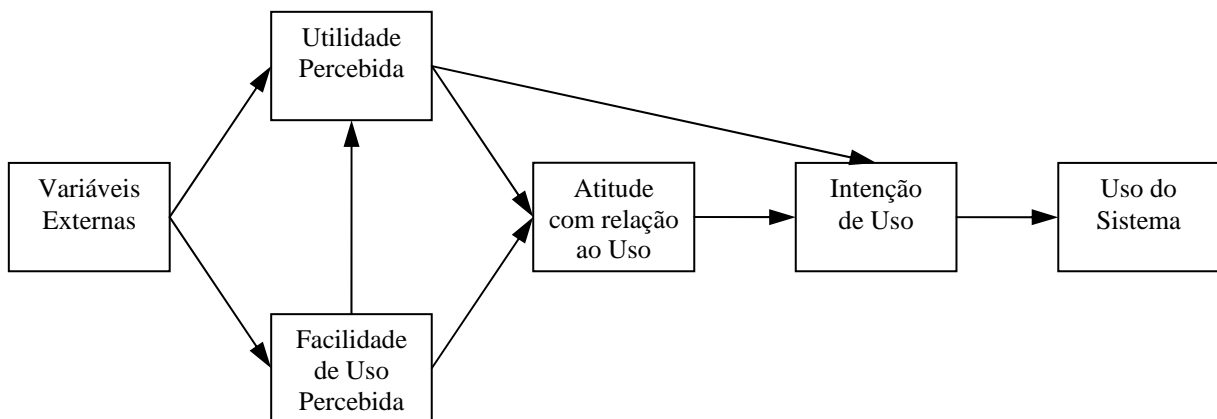 Utilidade
Percebida
Variáveis
Externas
Atitude
com relação
ao Uso
Intenção
de Uso
Uso do
Sistema
Facilidade
de Uso
Percebida